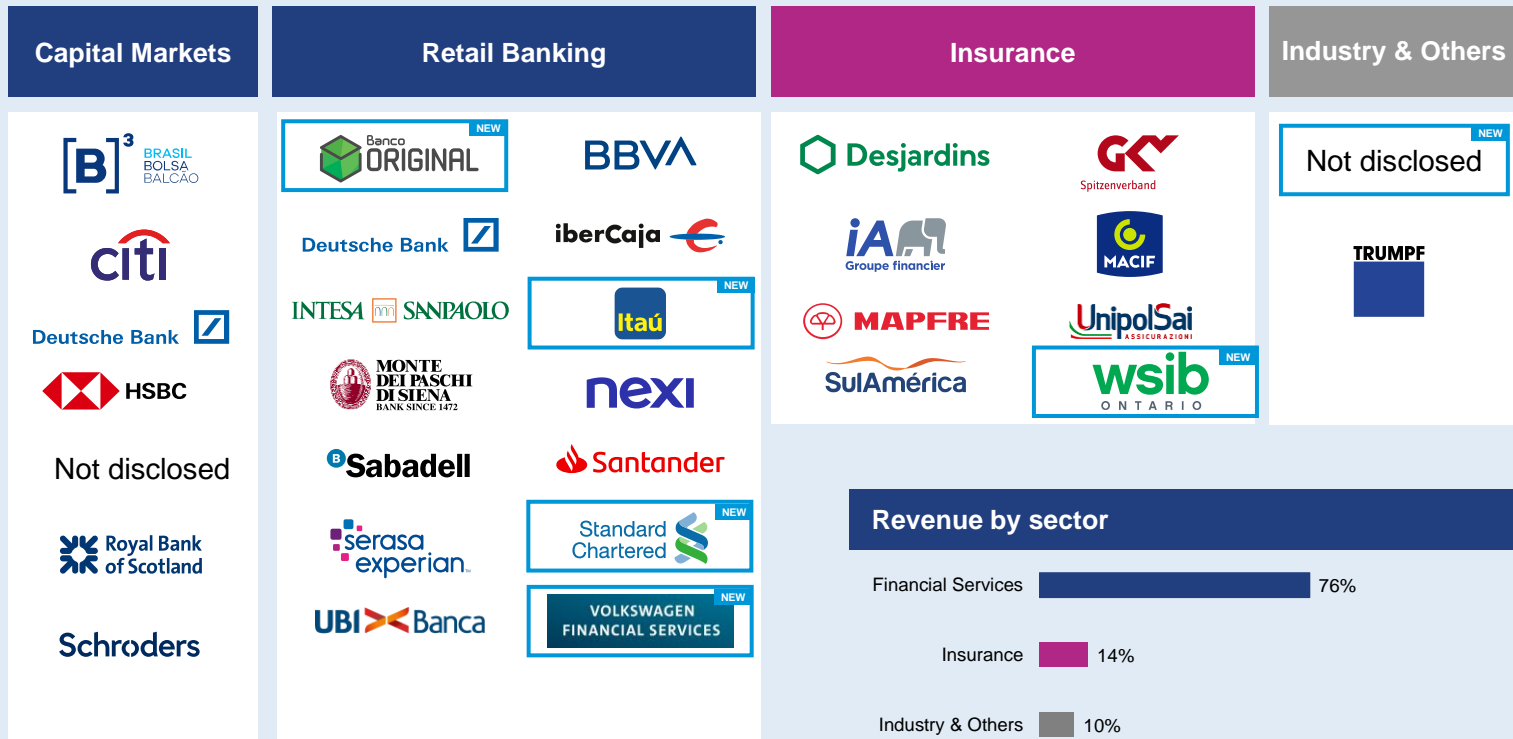 Capital Markets
Retail Banking
Insurance
Industry & Others
[B]³
BRASIL
BOLSA
BALCÃO
citi
Deutsche Bank
HSBC
Not disclosed
Royal Bank
of Scotland
Schroders
NEW
Banco
ORIGINAL
BBVA
Deutsche Bank
iberCaja
INTESA SANPAOLO
NEW
Itaú
MONTE
DEI PASCHI
DI SIENA
BANK SINCE 1472
nexi
B Sabadell
Santander
serasa
experian™
NEW
Standard
Chartered
UBI Banca
NEW
VOLKSWAGEN
FINANCIAL SERVICES
Desjardins
GKV
Spitzenverband
iA
Groupe financier
MACIF
MAPFRE
UnipolSai
ASSICURAZIONI
SulAmérica
NEW
wsib
ONTARIO
NEW
Not disclosed
TRUMPF
Revenue by sector
Financial Services 76%
Insurance 14%
Industry & Others 10%